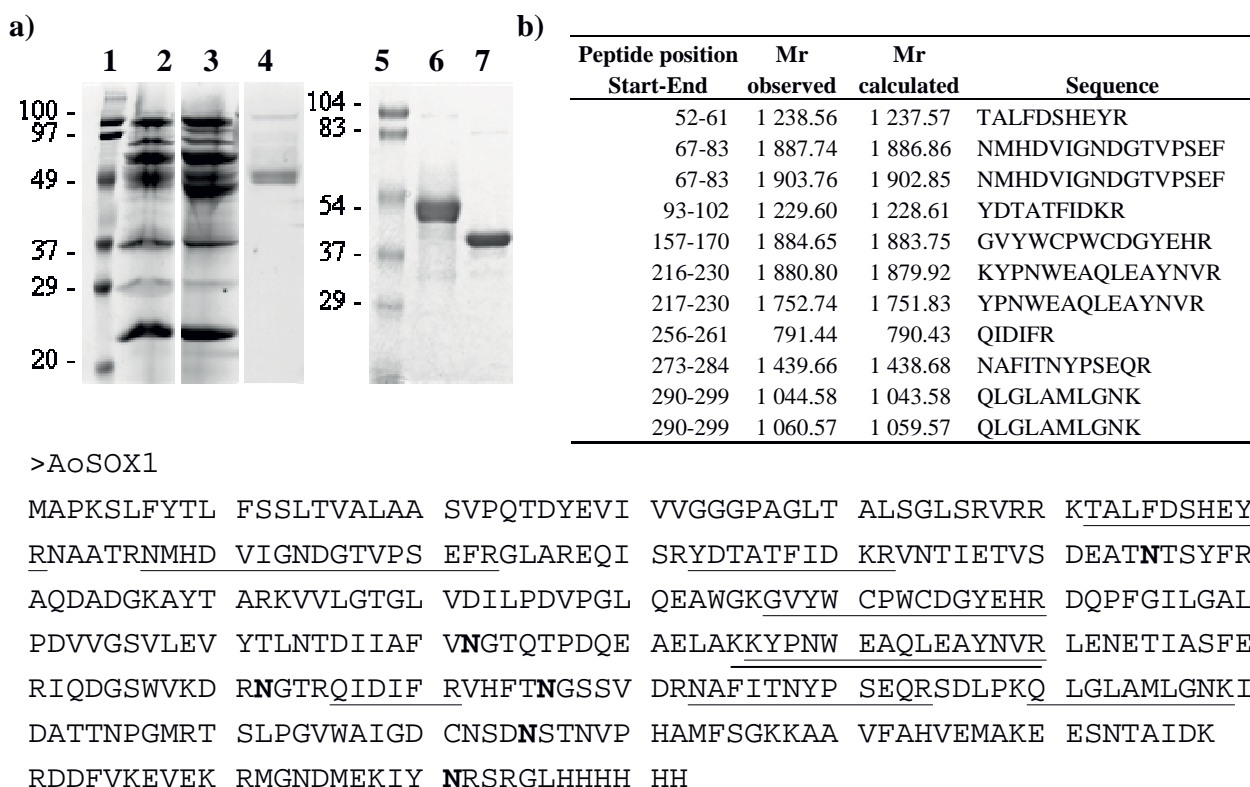 a)
1 2 3 4
100 -
97 -
49 -
37 -
29 -
20 -
5 6 7
104 -
83 -
54 -
37 -
29 -
b)
Peptide position Mr Mr
Start-End observed calculated Sequence
52-61 1 238.56 1 237.57 TALFDSHEYR
67-83 1 887.74 1 886.86 NMHDVIGNDGTVPSEF
67-83 1 903.76 1 902.85 NMHDVIGNDGTVPSEF
93-102 1 229.60 1 228.61 YDTATFIDKR
157-170 1 884.65 1 883.75 GVYWCPWCDGYEHR
216-230 1 880.80 1 879.92 KYPNWEAQLEAYNVR
217-230 1 752.74 1 751.83 YPNWEAQLEAYNVR
256-261 791.44 790.43 QIDIFR
273-284 1 439.66 1 438.68 NAFITNYPSEQR
290-299 1 044.58 1 043.58 QLGLAMLGNK
290-299 1 060.57 1 059.57 QLGLAMLGNK
>AoSOX1
MAPKSLFYTL FSSLTVALAA SVPQTDYEVI VVGGGPAGLT ALSGLSRVRR KTALFDSHEY
RNAATRNMHD VIGNDGTVPS EFRGLAREQI SRYDTATFID KRVNTIETVS DEATNTSYFR
AQDADGKAYT ARKVVLGTGL VDILPDVPGL QEAWGKGVYW CPWCDGYEHR DQPFGILGAL
PDVVGSVLEV YTLNTDIIAF VNGTQTPDQE AELAKKYPNW EAQLEAYNVR LENETIASFE
RIQDGSWVKD RNGTRQIDIF RVHFTNGSSV DRNAFITNYP SEQRSDLPKQ LGLAMLGNKI
DATTNPGMRT SLPGVWAIGD CNSDNSTNVP HAMFSGKKAA VFAHVEMAKE ESNTAIDK
RDDFVKEVEK RMGNDMEKIY NRSRGLHHHH HH